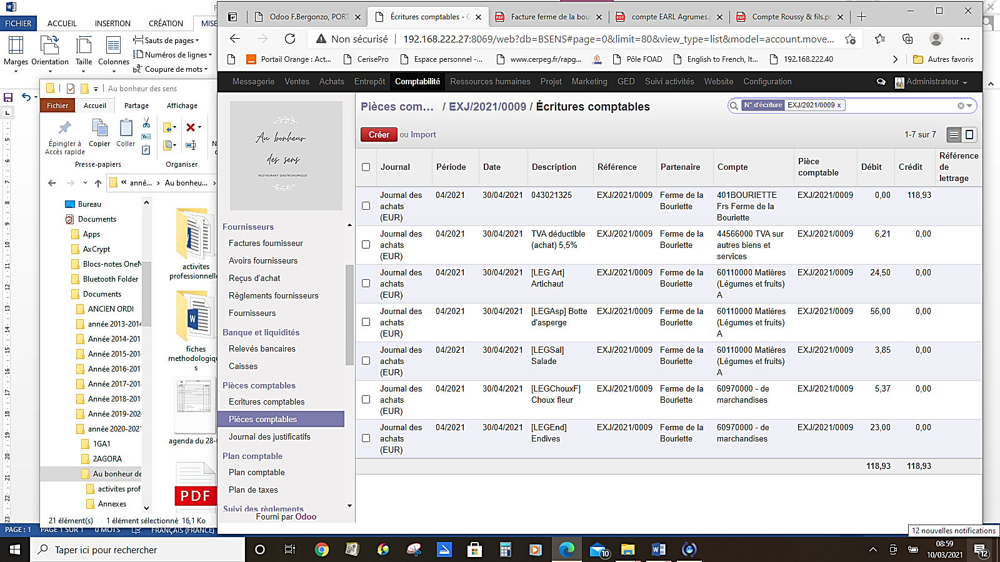 FICHIER ACCUEIL INSERTION CRÉATION MISE
Marges Orientation Taille Colonnes
Sauts de pages
Numéros de lignes
Coupure de mots
Au bonheur des sens
Fichier Accueil Partage Affichage
Épingler à Accès rapide
Copier Coller
Presse-papiers Organiser
« anné... > Au bonheu... >
Bureau
Documents
Apps
AxCrypt
Blocs-notes OneN
Bluetooth Folder
Documents
ANCIEN ORDI
année 2013-2014
Année 2014-201
Année 2015-2016
Année 2016-2017
Année 2017-2018
Année 2018-2019
Année 2019-2020
année 2020-2021
1GA1
2AGORA
Au bonheur de
activites prof
Annexes
activites
professionnelle
fiches
methodologique
s
agenda du 28-
PDF
21 élément(s) 1 élément sélectionné 16,1 Ko
PAGE : 1 PAGE 1 SUR 1 0 MOTS FRANÇAIS (FRANCE)
Odoo F.Bergonzo, PORT
Écritures comptables - O
Facture ferme de la bou
compte EARL Agrumes.p
Compte Roussy & fils.pd
Non sécurisé | 192.168.222.27:8069/web?db=BSENS#page=0&limit=80&view_type=list&model=account.move...
Portail Orange : Act...
CerisePro
Espace personnel -...
www.cerpeg.fr/rapg...
Pôle FOAD
English to French, It...
192.168.222.40
Autres favoris
Messagerie Ventes Achats Entrepôt Comptabilité Ressources humaines Projet Marketing GED Suivi activités Website Configuration
Administrateur
Au bonheur
des sens
RESTAURANT GASTRONOMIQUE
Fournisseurs
Factures fournisseur
Avoirs fournisseurs
Reçus d'achat
Règlements fournisseurs
Fournisseurs
Banque et liquidités
Relevés bancaires
Caisses
Pièces comptables
Ecritures comptables
Pièces comptables
Journal des justificatifs
Plan comptable
Plan comptable
Plan de taxes
Suivi des règlements
Fourni par Odoo
Pièces com... / EXJ/2021/0009 / Écritures comptables
N° d'écriture EXJ/2021/0009 x
Créer ou Import
1-7 sur 7
Journal Période Date Description Référence Partenaire Compte Pièce comptable Débit Crédit Référence de lettrage
Journal des achats (EUR) 04/2021 30/04/2021 043021325 EXJ/2021/0009 Ferme de la Bouriette 401BOURIETTE Frs Ferme de la Bouriette EXJ/2021/0009 0,00 118,93
Journal des achats (EUR) 04/2021 30/04/2021 TVA déductible (achat) 5,5% EXJ/2021/0009 Ferme de la Bouriette 44566000 TVA sur autres biens et services EXJ/2021/0009 6,21 0,00
Journal des achats (EUR) 04/2021 30/04/2021 [LEG Art] Artichaut EXJ/2021/0009 Ferme de la Bouriette 60110000 Matières (Légumes et fruits) A EXJ/2021/0009 24,50 0,00
Journal des achats (EUR) 04/2021 30/04/2021 [LEGAsp] Botte d'asperge EXJ/2021/0009 Ferme de la Bouriette 60110000 Matières (Légumes et fruits) A EXJ/2021/0009 56,00 0,00
Journal des achats (EUR) 04/2021 30/04/2021 [LEGSal] Salade EXJ/2021/0009 Ferme de la Bouriette 60110000 Matières (Légumes et fruits) A EXJ/2021/0009 3,85 0,00
Journal des achats (EUR) 04/2021 30/04/2021 [LEGChouxF] Choux fleur EXJ/2021/0009 Ferme de la Bouriette 60970000 - de marchandises EXJ/2021/0009 5,37 0,00
Journal des achats (EUR) 04/2021 30/04/2021 [LEGEnd] Endives EXJ/2021/0009 Ferme de la Bouriette 60970000 - de marchandises EXJ/2021/0009 23,00 0,00
118,93 118,93
12 nouvelles notifications
Taper ici pour rechercher
10
08:59
10/03/2021
12